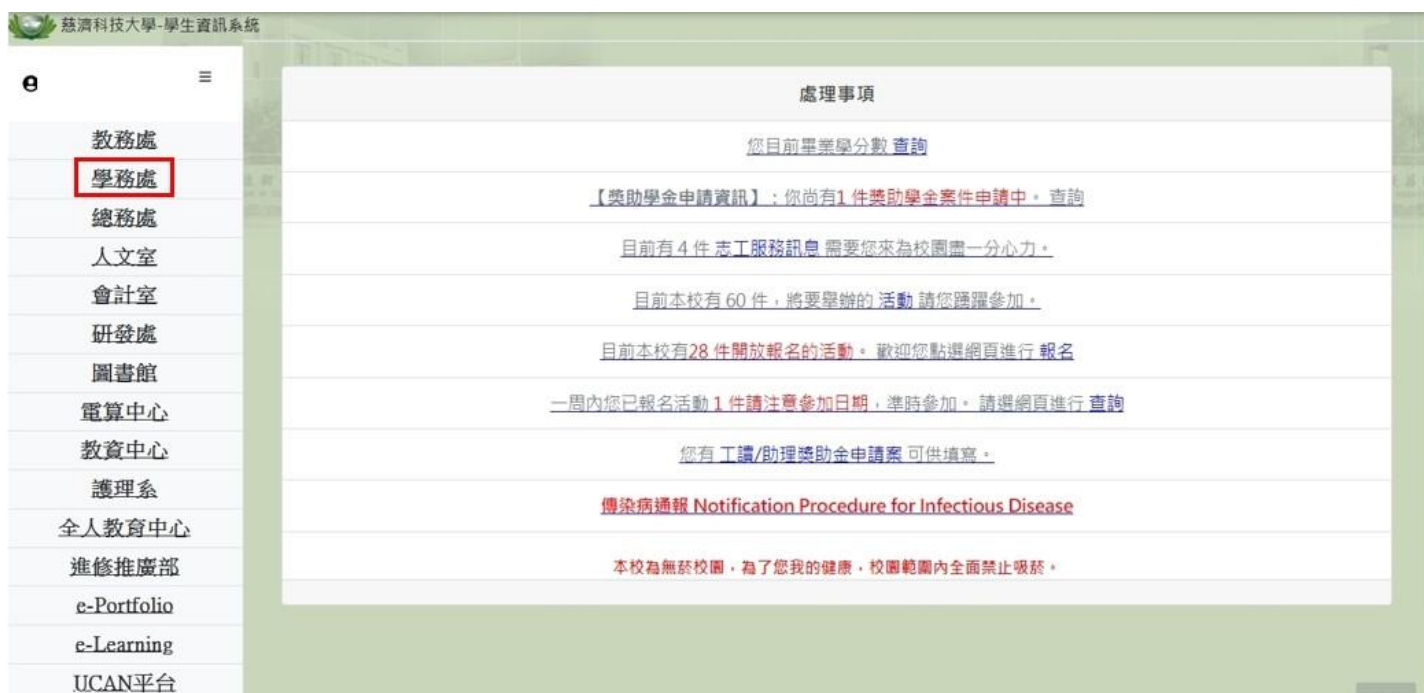 慈濟科技大學-學生資訊系統
e
≡
教務處
學務處
總務處
人文室
會計室
研發處
圖書館
電算中心
教資中心
護理系
全人教育中心
進修推廣部
e-Portfolio
e-Learning
UCAN平台
處理事項
您目前畢業學分數 查詢
【獎助學金申請資訊】：你尚有1 件獎助學金案件申請中。 查詢
目前有 4 件 志工服務訊息 需要您來為校園盡一分心力。
目前本校有 60 件，將要舉辦的 活動 請您踴躍參加。
目前本校有28 件開放報名的活動。 歡迎您點選網頁進行 報名
一周內您已報名活動 1 件請注意參加日期，準時參加。 請選網頁進行 查詢
您有 工讀/助理獎助金申請案 可供填寫。
傳染病通報 Notification Procedure for Infectious Disease
本校為無菸校園，為了您我的健康，校園範圍內全面禁止吸菸。